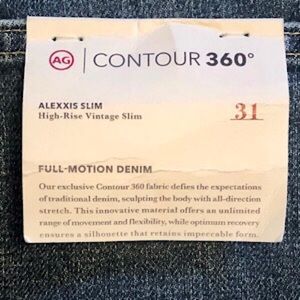 AG | CONTOUR 360°
ALEXXIS SLIM
High-Rise Vintage Slim
31
FULL-MOTION DENIM
Our exclusive Contour 360 fabric defies the expectations
of traditional denim, sculpting the body with all-direction
stretch. This innovative material offers an unlimited
range of movement and flexibility, while optimum recovery
ensures a silhouette that retains impeccable form.